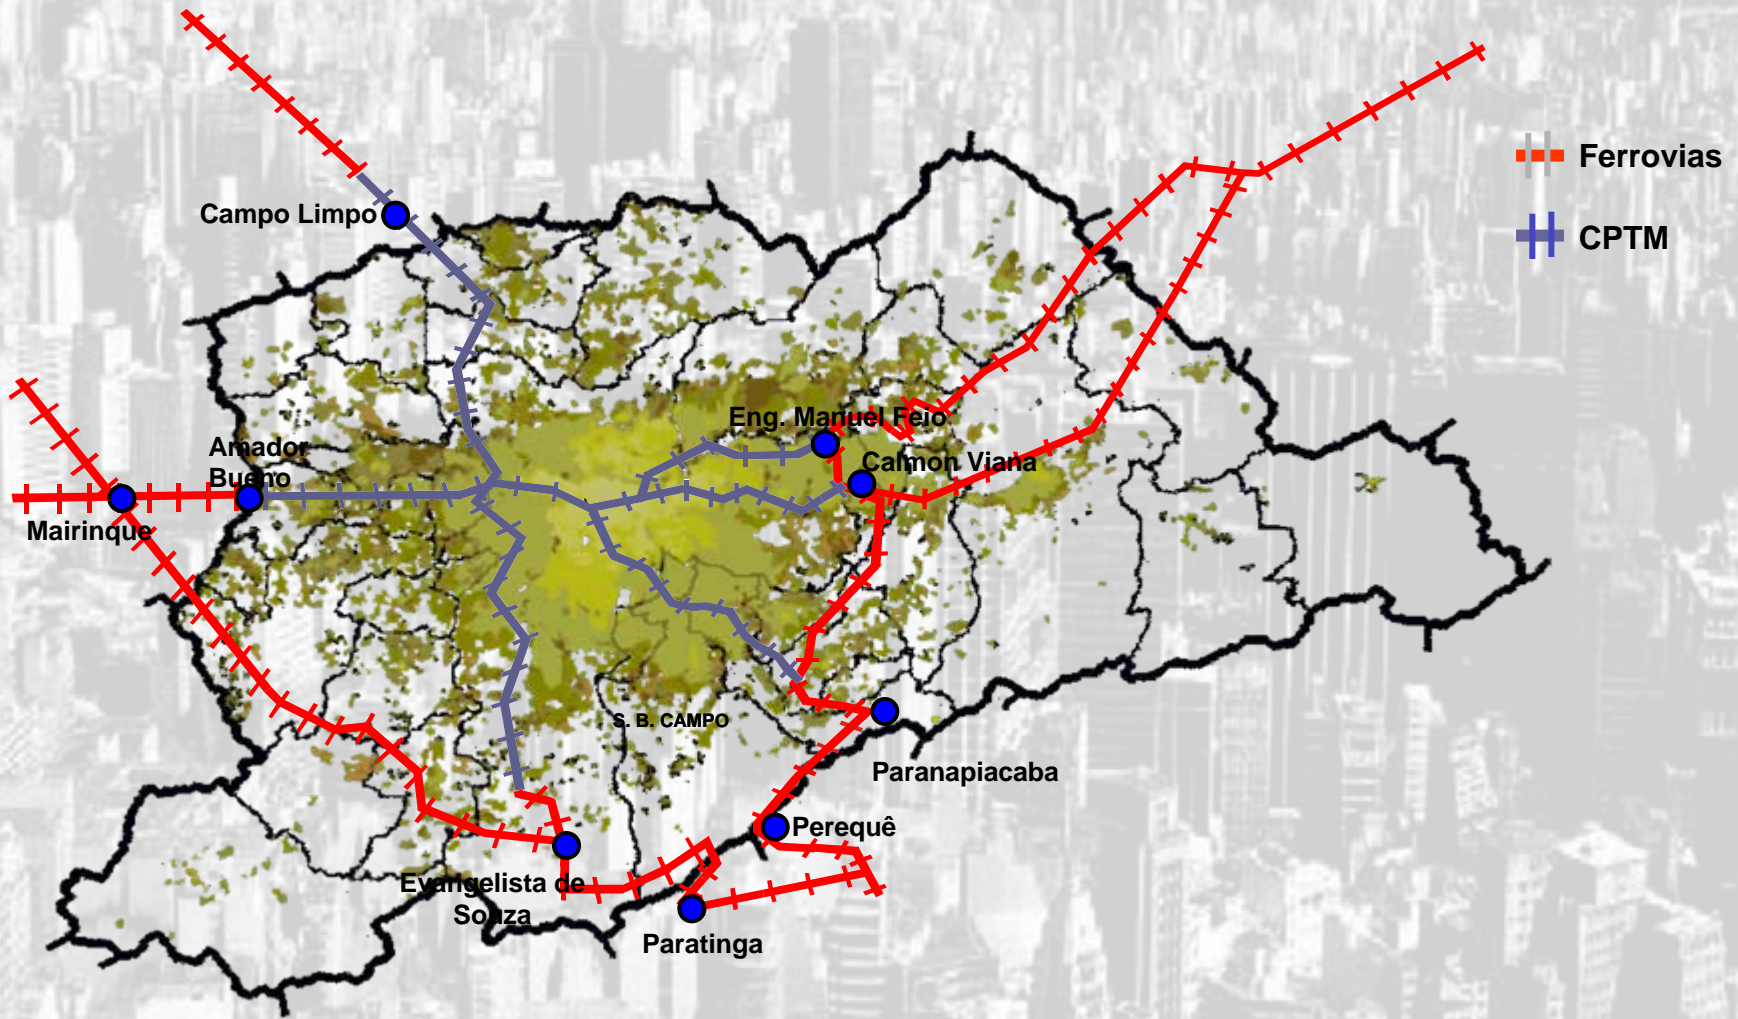 Ferrovias
Campo Limpo
CPTM
Eng. Manuel Feio
Amador
Bueno
Calmon Viana
Mairinque
S. B. CAMPO
Paranapiacaba
Perequê
Evangelista de
Souza
Paratinga